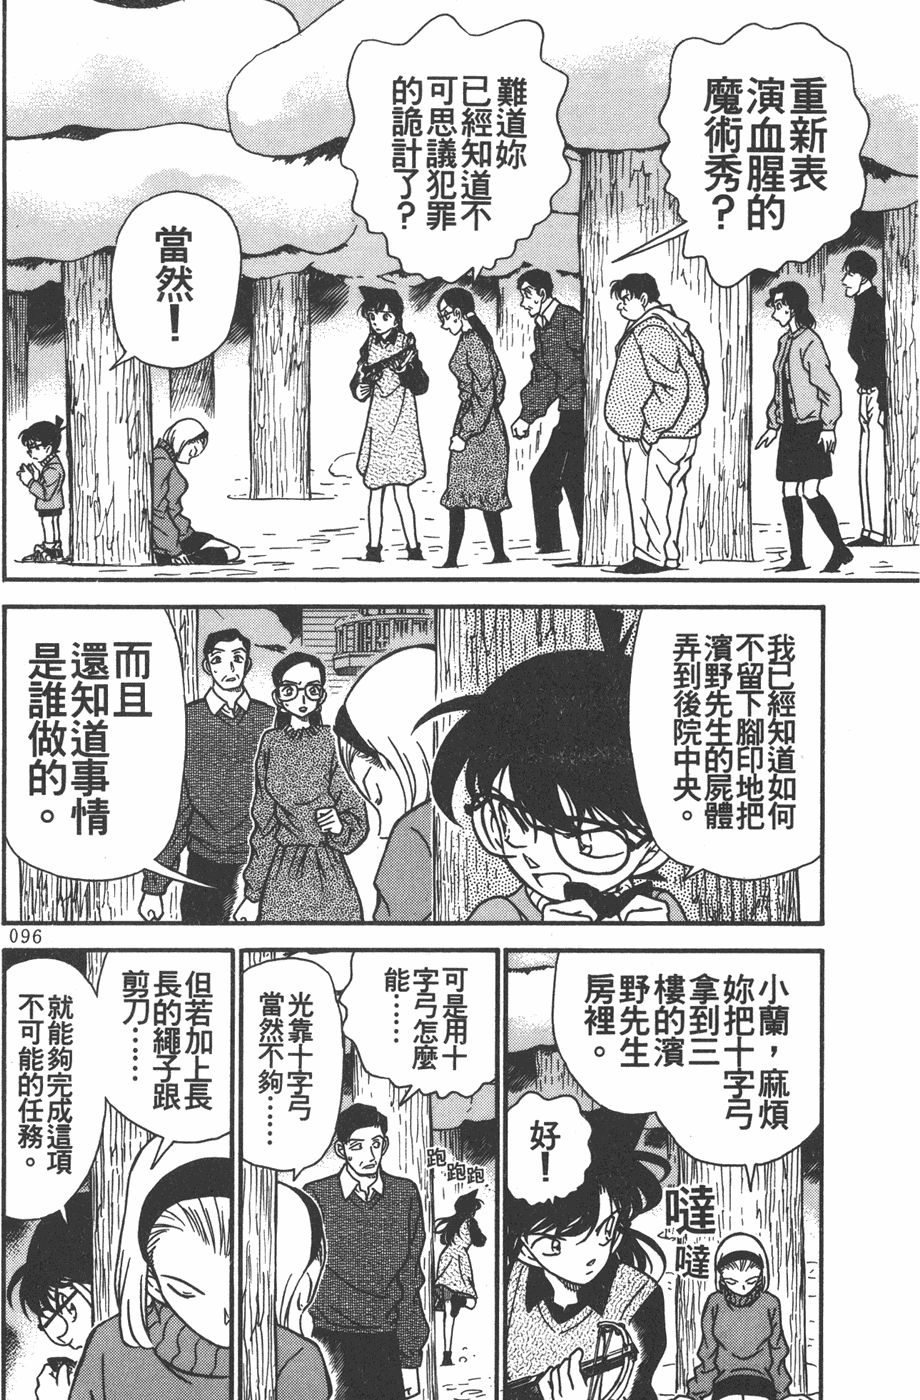 重新表
演血腥的
魔術秀？
難道妳
已經知道不
可思議犯罪
的詭計了？
當然！
我已經知道如何
不留下腳印地把
濱野先生的屍體
弄到後院中央。
而且
還知道事情
是誰做的。
096
小蘭，麻煩
妳把十字弓
拿到三
樓的濱
野先生
房裡。
好！
噠
噠
可是用十
字弓怎麼
能……
跑跑跑
光靠十字弓
當然不夠……
但若加上長
長的繩子跟
剪刀……
就能夠完成這項
不可能的任務。